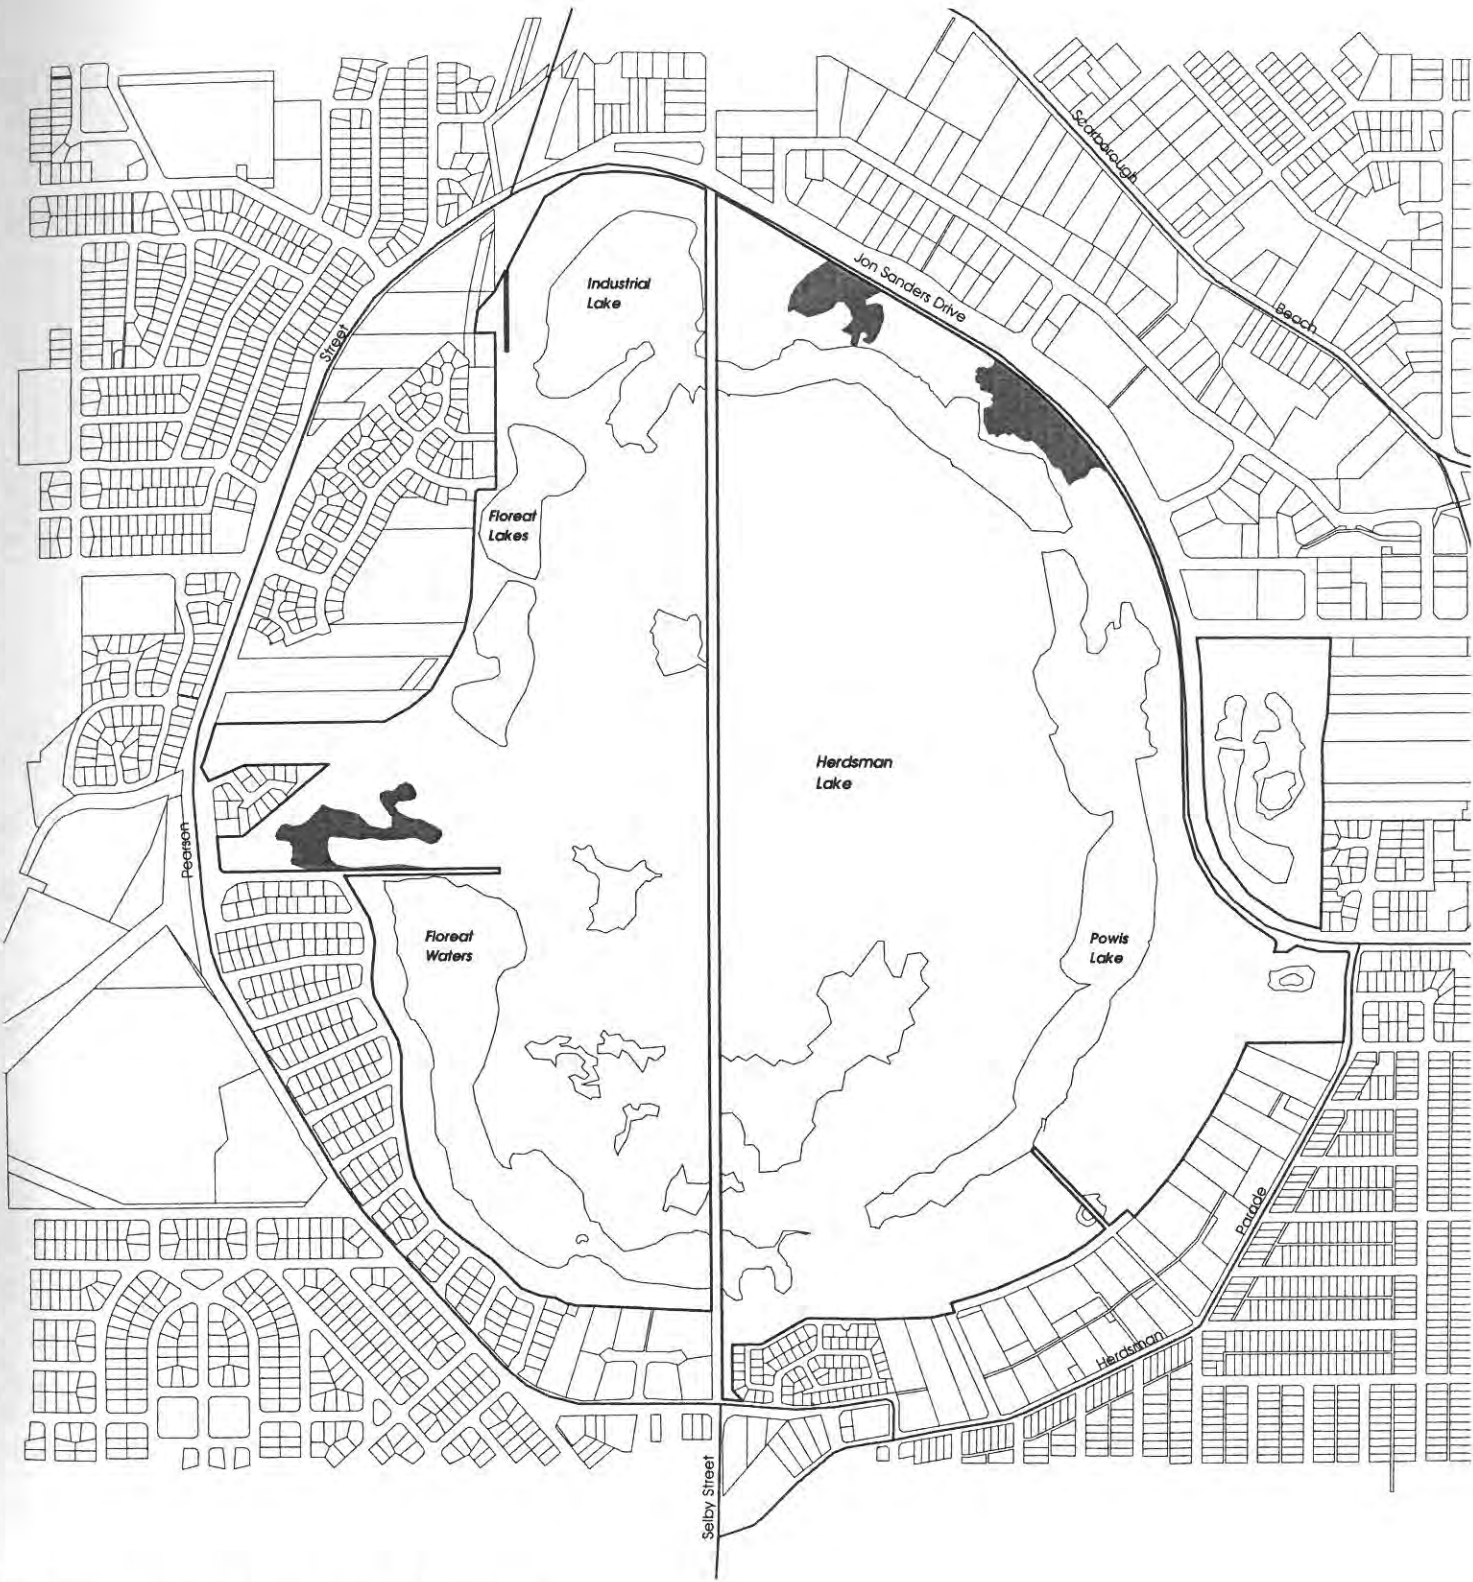 Scarborough
Beach
Jon Sanders Drive
Industrial
Lake
Street
Floreat
Lakes
Herdsman
Lake
Pearson
Floreat
Waters
Powis
Lake
Parade
Herdsman
Selby Street